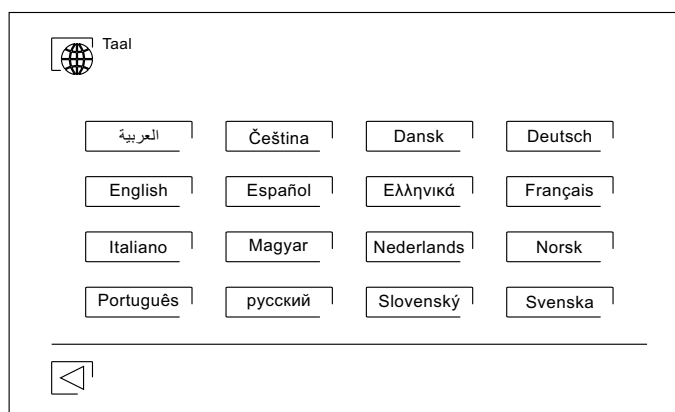 Taal
العربية Čeština Dansk Deutsch
English Español Ελληνικά Français
Italiano Magyar Nederlands Norsk
Português русский Slovenský Svenska